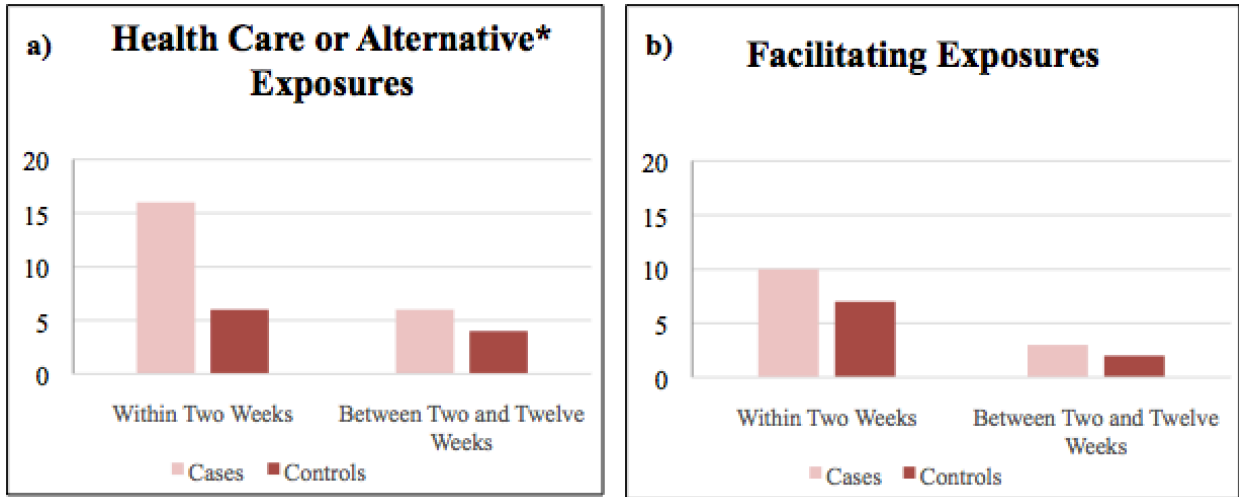 a) Health Care or Alternative*
Exposures
20
15
10
5
0
Within Two Weeks
Between Two and Twelve
Weeks
Cases Controls
b) Facilitating Exposures
20
15
10
5
0
Within Two Weeks
Between Two and Twelve
Weeks
Cases Controls